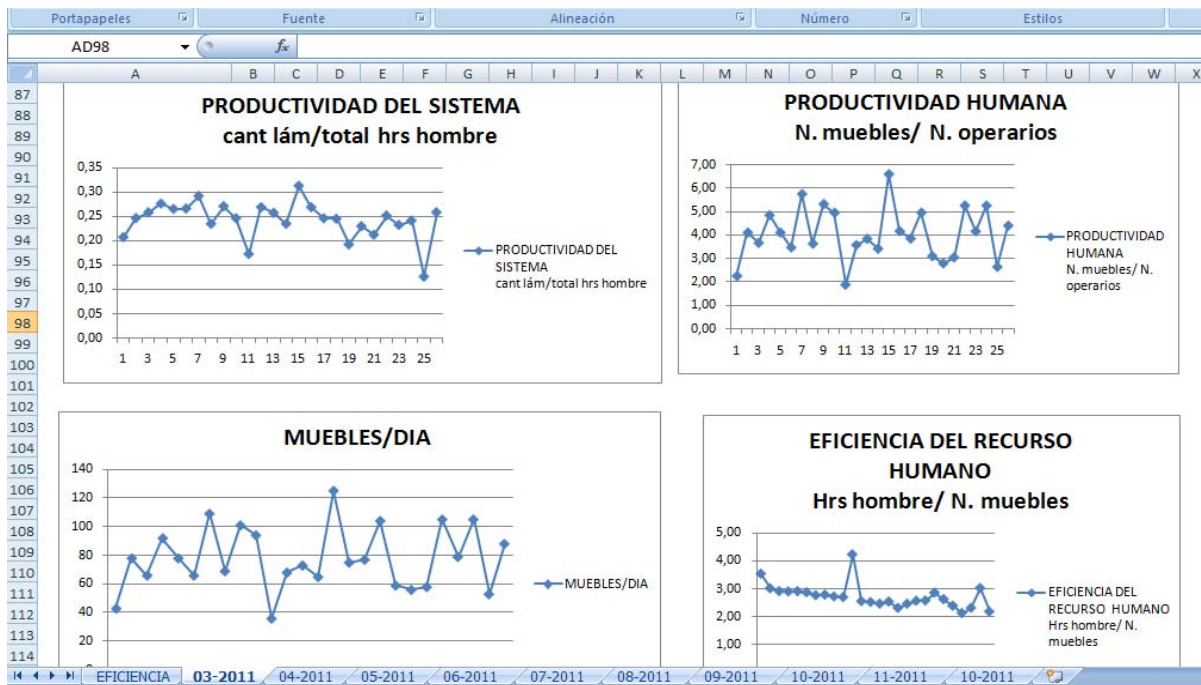 Portapapeles Fuente Alineación Número Estilos
AD98 fx
A B C D E F G H I J K L M N O P Q R S T U V W X
87
88
89
90
91
92
93
94
95
96
97
98
99
100
101
102
103
104
105
106
107
108
109
110
111
112
113
114
PRODUCTIVIDAD DEL SISTEMA
cant lám/total hrs hombre
0,35
0,30
0,25
0,20
0,15
0,10
0,05
0,00
1 3 5 7 9 11 13 15 17 19 21 23 25
PRODUCTIVIDAD DEL
SISTEMA
cant lám/total hrs hombre
PRODUCTIVIDAD HUMANA
N. muebles/ N. operarios
7,00
6,00
5,00
4,00
3,00
2,00
1,00
0,00
1 3 5 7 9 11 13 15 17 19 21 23 25
PRODUCTIVIDAD
HUMANA
N. muebles/ N.
operarios
MUEBLES/DIA
140
120
100
80
60
40
20
MUEBLES/DIA
EFICIENCIA DEL RECURSO
HUMANO
Hrs hombre/ N. muebles
5,00
4,00
3,00
2,00
1,00
EFICIENCIA DEL
RECURSO HUMANO
Hrs hombre/ N.
muebles
EFICIENCIA 03-2011 04-2011 05-2011 06-2011 07-2011 08-2011 09-2011 10-2011 11-2011 10-2011